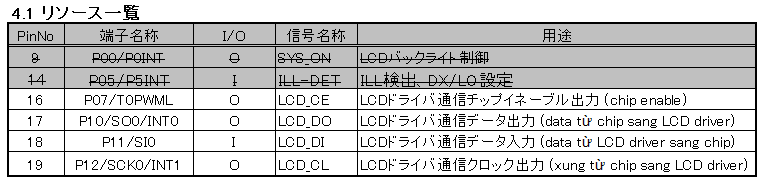 4.1 リソース一覧
PinNo 端子名称 I/O 信号名称 用途
9 P00/P0INT O SYS_ON LCDバックライト制御
14 P05/P5INT I ILL-DET ILL検出、DX/LO設定
16 P07/T0PWML O LCD_CE LCDドライバ通信チップイネーブル出力 (chip enable)
17 P10/SO0/INT0 O LCD_DO LCDドライバ通信データ出力 (data từ chip sang LCD driver)
18 P11/SI0 I LCD_DI LCDドライバ通信データ入力 (data từ LCD driver sang chip)
19 P12/SCK0/INT1 O LCD_CL LCDドライバ通信クロック出力 (xung từ chip sang LCD driver)